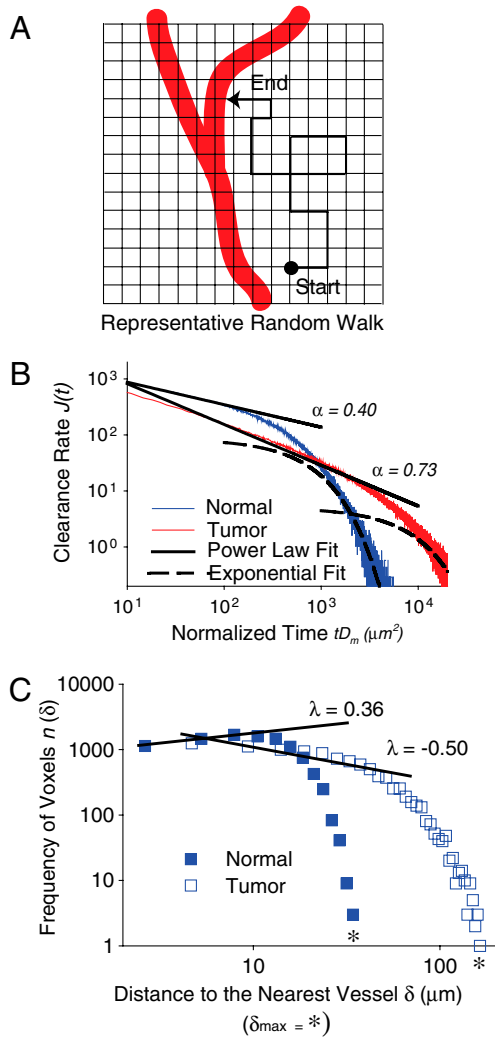 A
End
Start
Representative Random Walk
B
Clearance Rate J(t)
10³
10²
10¹
10⁰
α = 0.40
α = 0.73
Normal
Tumor
Power Law Fit
Exponential Fit
10¹ 10² 10³ 10⁴
Normalized Time tDₘ (μm²)
C
Frequency of Voxels n (δ)
10000
1000
100
10
1
λ = 0.36
λ = -0.50
Normal
Tumor
* *
10 100
Distance to the Nearest Vessel δ (μm)
(δmax = *)